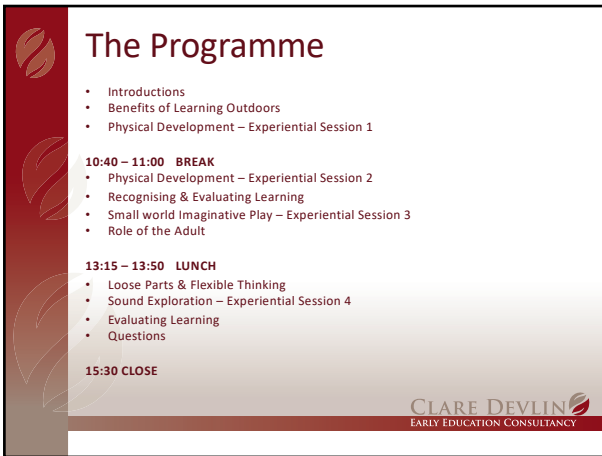 The Programme
• Introductions
• Benefits of Learning Outdoors
• Physical Development – Experiential Session 1
10:40 – 11:00 BREAK
• Physical Development – Experiential Session 2
• Recognising & Evaluating Learning
• Small world Imaginative Play – Experiential Session 3
• Role of the Adult
13:15 – 13:50 LUNCH
• Loose Parts & Flexible Thinking
• Sound Exploration – Experiential Session 4
• Evaluating Learning
• Questions
15:30 CLOSE
CLARE DEVLIN
EARLY EDUCATION CONSULTANCY